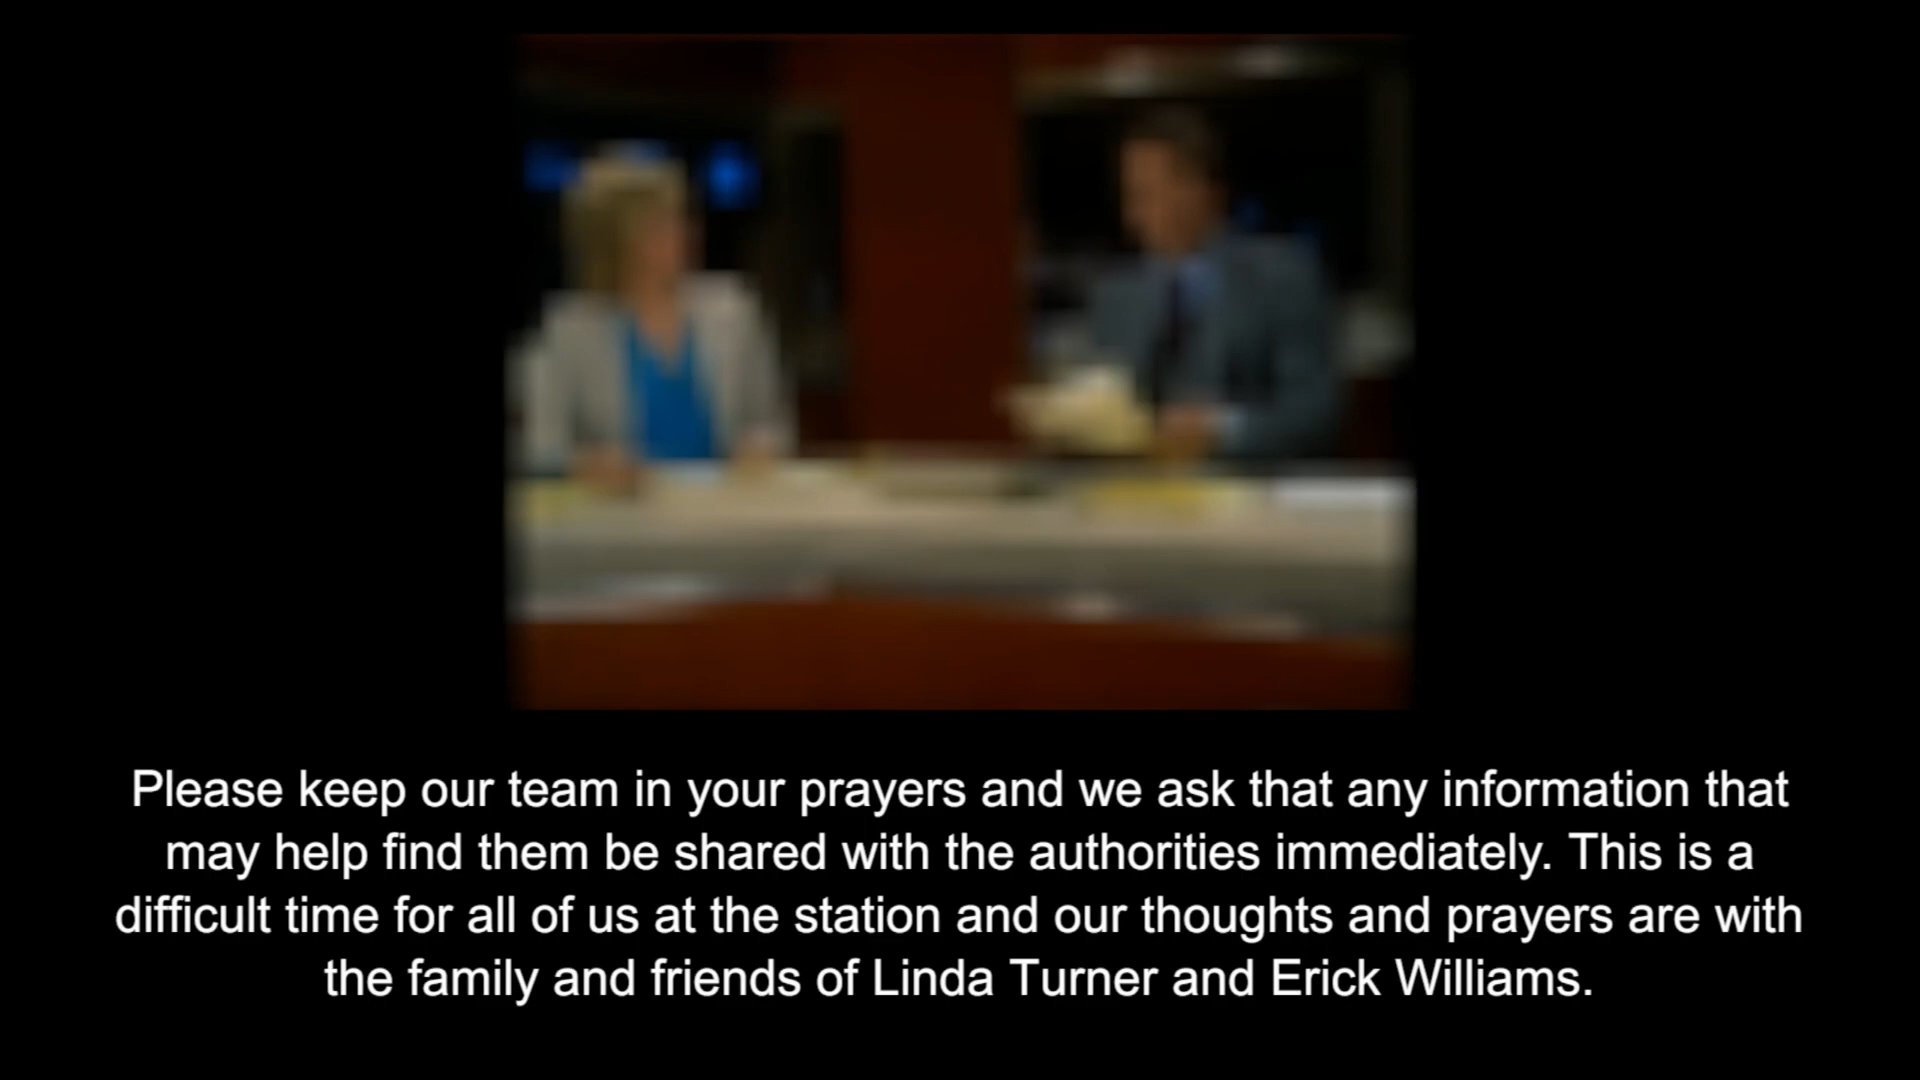 Please keep our team in your prayers and we ask that any information that
may help find them be shared with the authorities immediately. This is a
difficult time for all of us at the station and our thoughts and prayers are with
the family and friends of Linda Turner and Erick Williams.